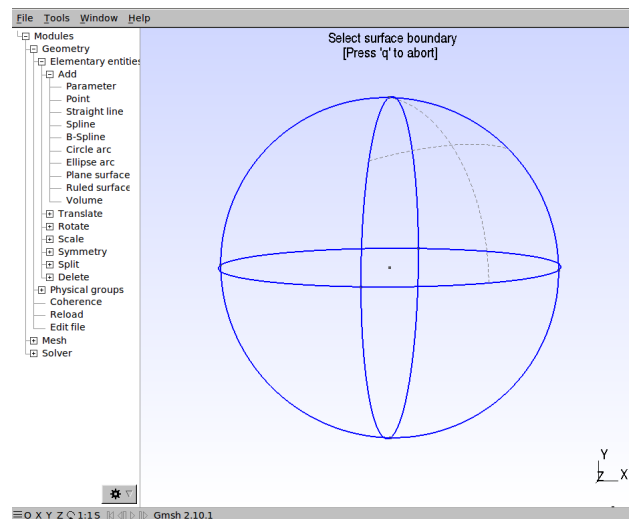 File Tools Window Help
Modules
Geometry
Elementary entities
Add
Parameter
Point
Straight line
Spline
B-Spline
Circle arc
Ellipse arc
Plane surface
Ruled surface
Volume
Translate
Rotate
Scale
Symmetry
Split
Delete
Physical groups
Coherence
Reload
Edit file
Mesh
Solver
Select surface boundary
[Press 'q' to abort]
Y
Z X
O X Y Z 1:1 S Gmsh 2.10.1